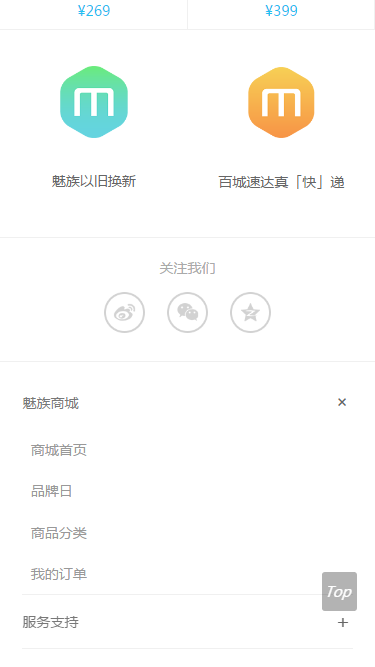 ¥269 ¥399
魅族以旧换新 百城速达真「快」递
关注我们
魅族商城 ×
商城首页
品牌日
商品分类
我的订单
Top
服务支持 +